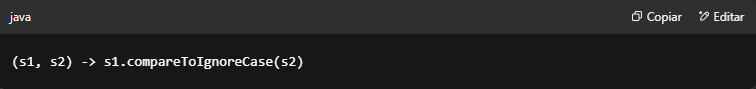 java Copiar Editar
(s1, s2) -> s1.compareToIgnoreCase(s2)